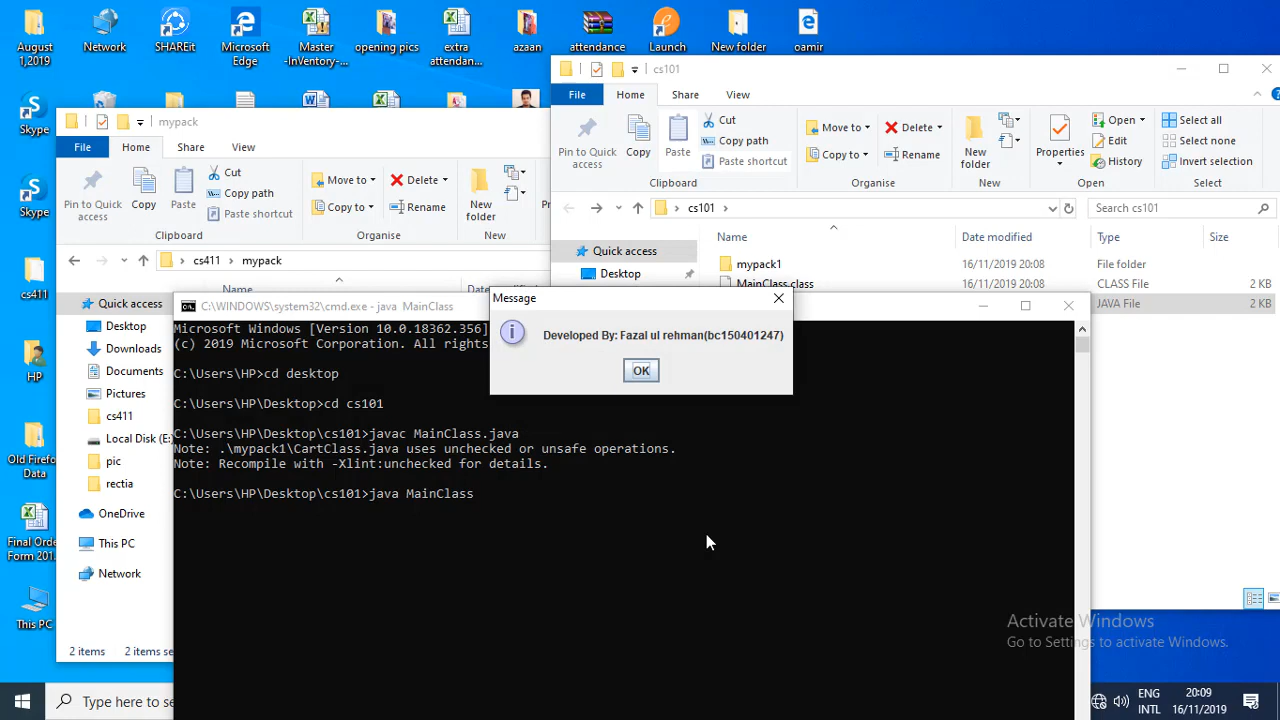 August
1,2019
Network
SHAREit
Microsoft
Edge
Master
-InVentory-...
opening pics
extra
attendan...
azaan
attendance
Launch
New folder
oamir
Skype
Skype
cs411
HP
Old Firefo
Data
Final Orde
Form 201..
This PC
mypack
File
Home
Share
View
Pin to Quick
access
Copy
Paste
Cut
Copy path
Paste shortcut
Clipboard
Move to
Copy to
Delete
Rename
Organise
New
folder
New
cs411 > mypack
Name
Quick access
Desktop
Downloads
Documents
Pictures
cs411
Local Disk (E:
pic
rectia
OneDrive
This PC
Network
2 items
2 items se
cs101
File
Home
Share
View
Pin to Quick
access
Copy
Paste
Cut
Copy path
Paste shortcut
Clipboard
Move to
Copy to
Delete
Rename
Organise
New
folder
New
Properties
Open
Edit
History
Open
Select all
Select none
Invert selection
Select
cs101 >
Search cs101
Name
Date modified
Type
Size
Quick access
Desktop
mypack1
16/11/2019 20:08
File folder
MainClass.class
16/11/2019 20:08
CLASS File
2 KB
JAVA File
2 KB
C:\WINDOWS\system32\cmd.exe - java MainClass
Microsoft Windows [Version 10.0.18362.356]
(c) 2019 Microsoft Corporation. All rights
C:\Users\HP>cd desktop
C:\Users\HP\Desktop>cd cs101
C:\Users\HP\Desktop\cs101>javac MainClass.java
Note: .\mypack1\CartClass.java uses unchecked or unsafe operations.
Note: Recompile with -Xlint:unchecked for details.
C:\Users\HP\Desktop\cs101>java MainClass
Message
Developed By: Fazal ul rehman(bc150401247)
OK
Activate Windows
Go to Settings to activate Windows.
Type here to se
ENG
INTL
20:09
16/11/2019